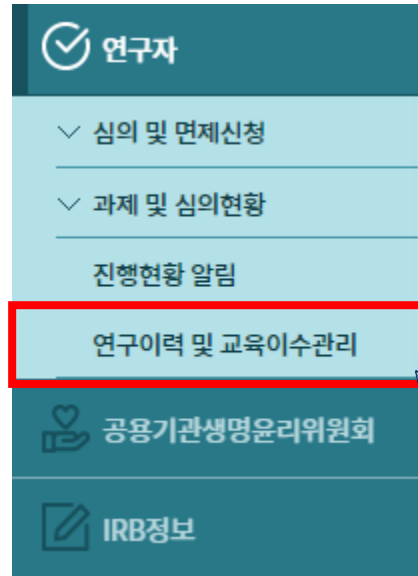 연구자
심의 및 면제신청
과제 및 심의현황
진행현황 알림
연구이력 및 교육이수관리
공용기관생명윤리위원회
IRB정보